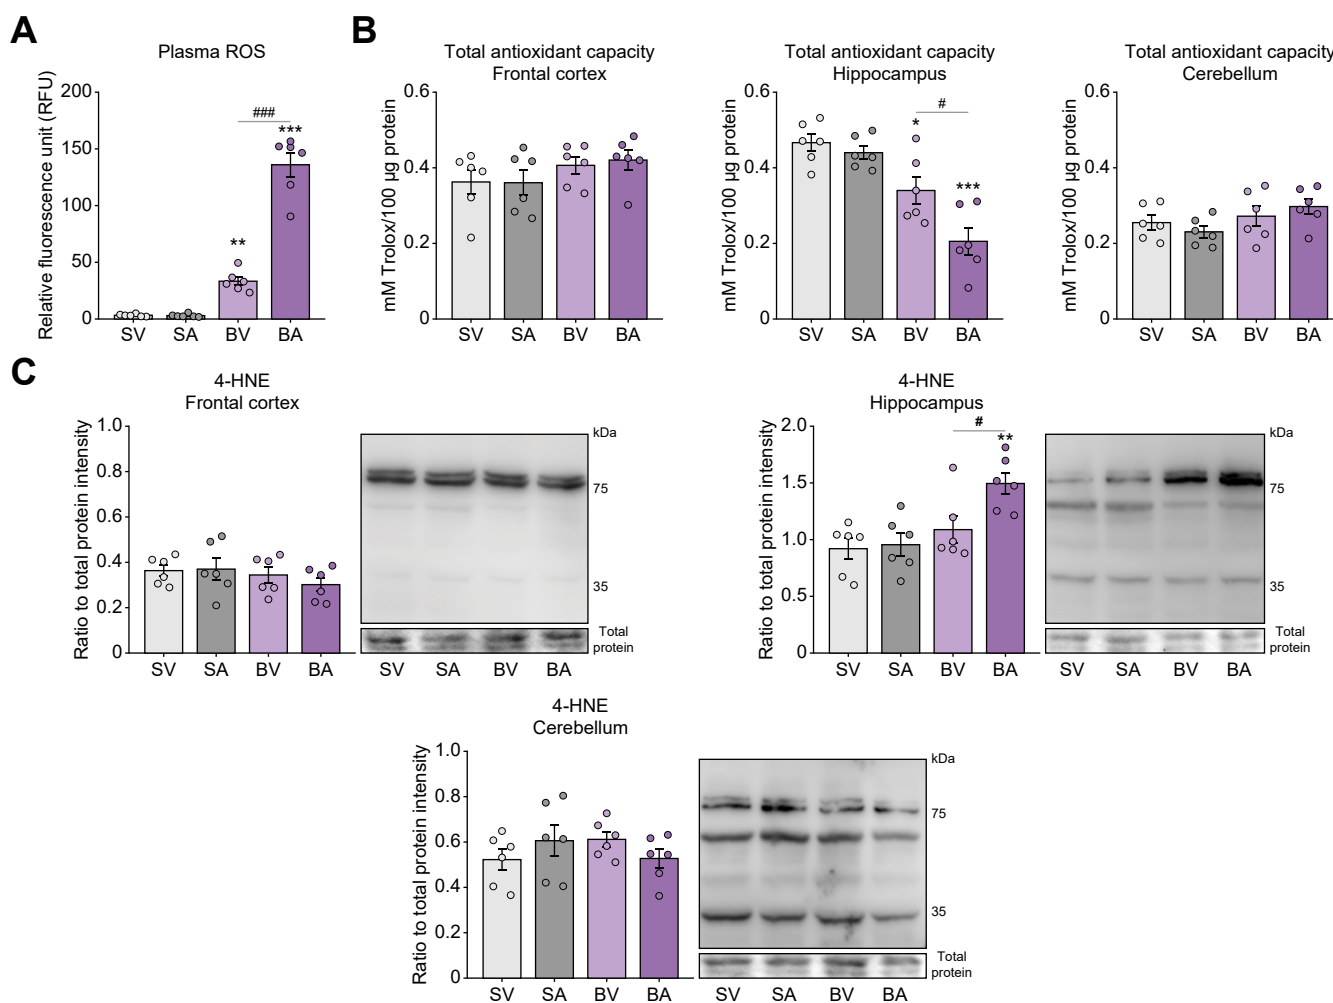 A
Plasma ROS
Relative fluorescence unit (RFU)
200
150
100
50
0
###
***
**
SV SA BV BA
B
Total antioxidant capacity
Frontal cortex
mM Trolox/100 µg protein
0.6
0.4
0.2
0
SV SA BV BA
Total antioxidant capacity
Hippocampus
mM Trolox/100 µg protein
0.6
0.4
0.2
0
#
*
***
SV SA BV BA
Total antioxidant capacity
Cerebellum
mM Trolox/100 µg protein
0.6
0.4
0.2
0
SV SA BV BA
C
4-HNE
Frontal cortex
Ratio to total protein intensity
1.0
0.8
0.6
0.4
0.2
0
SV SA BV BA
kDa
75
35
Total
protein
SV SA BV BA
4-HNE
Hippocampus
Ratio to total protein intensity
2.0
1.5
1.0
0.5
0
#
**
SV SA BV BA
kDa
75
35
Total
protein
SV SA BV BA
4-HNE
Cerebellum
Ratio to total protein intensity
1.0
0.8
0.6
0.4
0.2
0
SV SA BV BA
kDa
75
35
Total
protein
SV SA BV BA